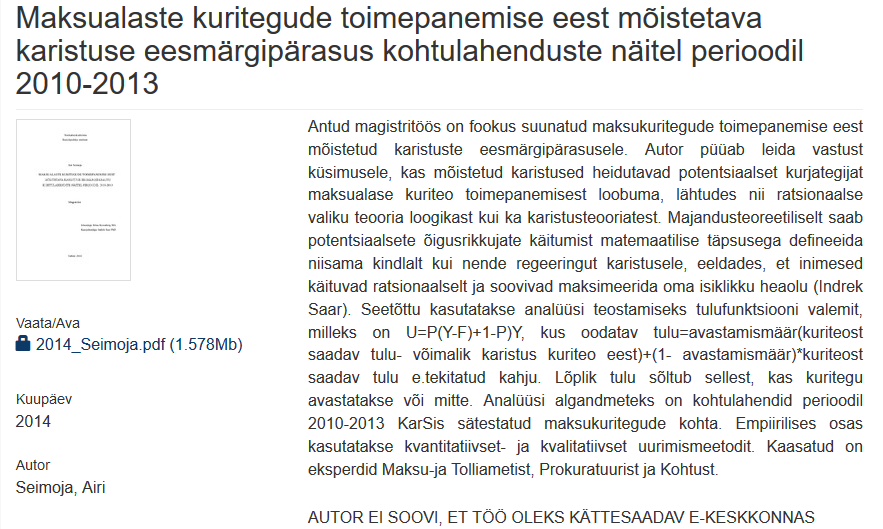 Maksualaste kuritegude toimepanemise eest mõistetava
karistuse eesmärgipärasus kohtulahenduste näitel perioodil
2010-2013
Antud magistritöös on fookus suunatud maksukuritegude toimepanemise eest
mõistetud karistuste eesmärgipärasusele. Autor püüab leida vastust
küsimusele, kas mõistetud karistused heidutavad potentsiaalset kurjategijat
maksualase kuriteo toimepanemisest loobuma, lähtudes nii ratsionaalse
valiku teooria loogikast kui ka karistusteooriatest. Majandusteoreetiliselt saab
potentsiaalsete õigusrikkujate käitumist matemaatilise täpsusega defineeida
niisama kindlalt kui nende regeeringut karistusele, eeldades, et inimesed
käituvad ratsionaalselt ja soovivad maksimeerida oma isiklikku heaolu (Indrek
Saar). Seetõttu kasutatakse analüüsi teostamiseks tulufunktsiooni valemit,
milleks on U=P(Y-F)+1-P)Y, kus oodatav tulu=avastamismäär(kuriteost
saadav tulu- võimalik karistus kuriteo eest)+(1- avastamismäär)*kuriteost
saadav tulu e.tekitatud kahju. Lõplik tulu sõltub sellest, kas kuritegu
avastatakse või mitte. Analüüsi algandmeteks on kohtulahendid perioodil
2010-2013 KarSis sätestatud maksukuritegude kohta. Empiirilises osas
kasutatakse kvantitatiivset- ja kvalitatiivset uurimismeetodit. Kaasatud on
eksperdid Maksu-ja Tolliametist, Prokuratuurist ja Kohtust.
AUTOR EI SOOVI, ET TÖÖ OLEKS KÄTTESAADAV E-KESKKONNAS
Vaata/Ava
2014_Seimoja.pdf (1.578Mb)
Kuupäev
2014
Autor
Seimoja, Airi